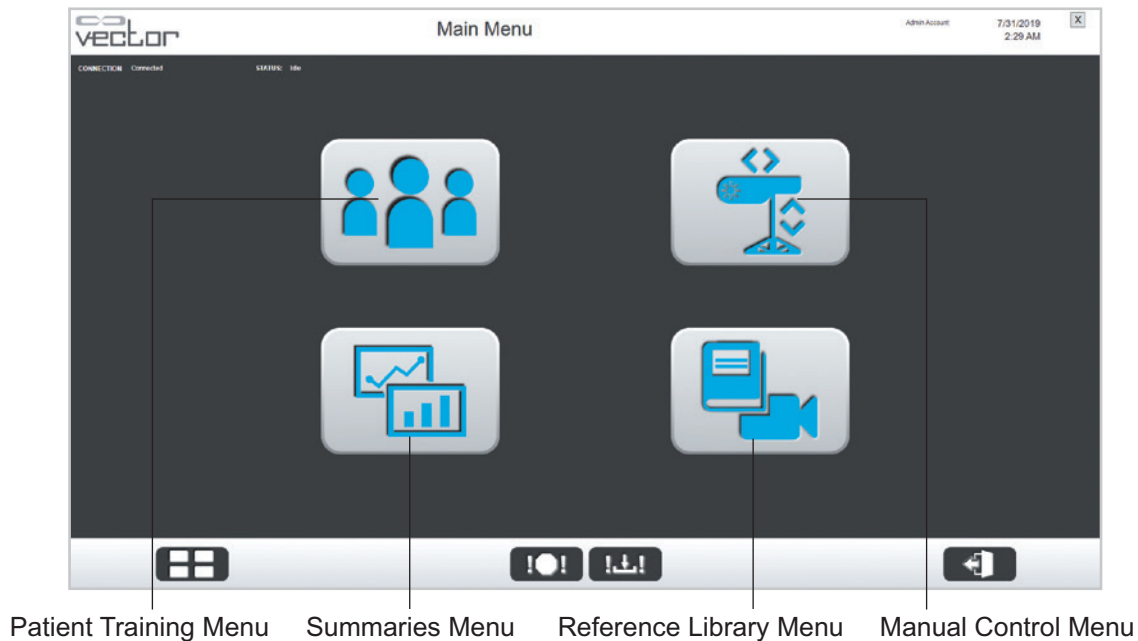 vector
Main Menu
Admin Account
7/31/2019
2:29 AM
X
CONNECTION Connected
STATUS: Idle
! !
! !
Patient Training Menu
Summaries Menu
Reference Library Menu
Manual Control Menu